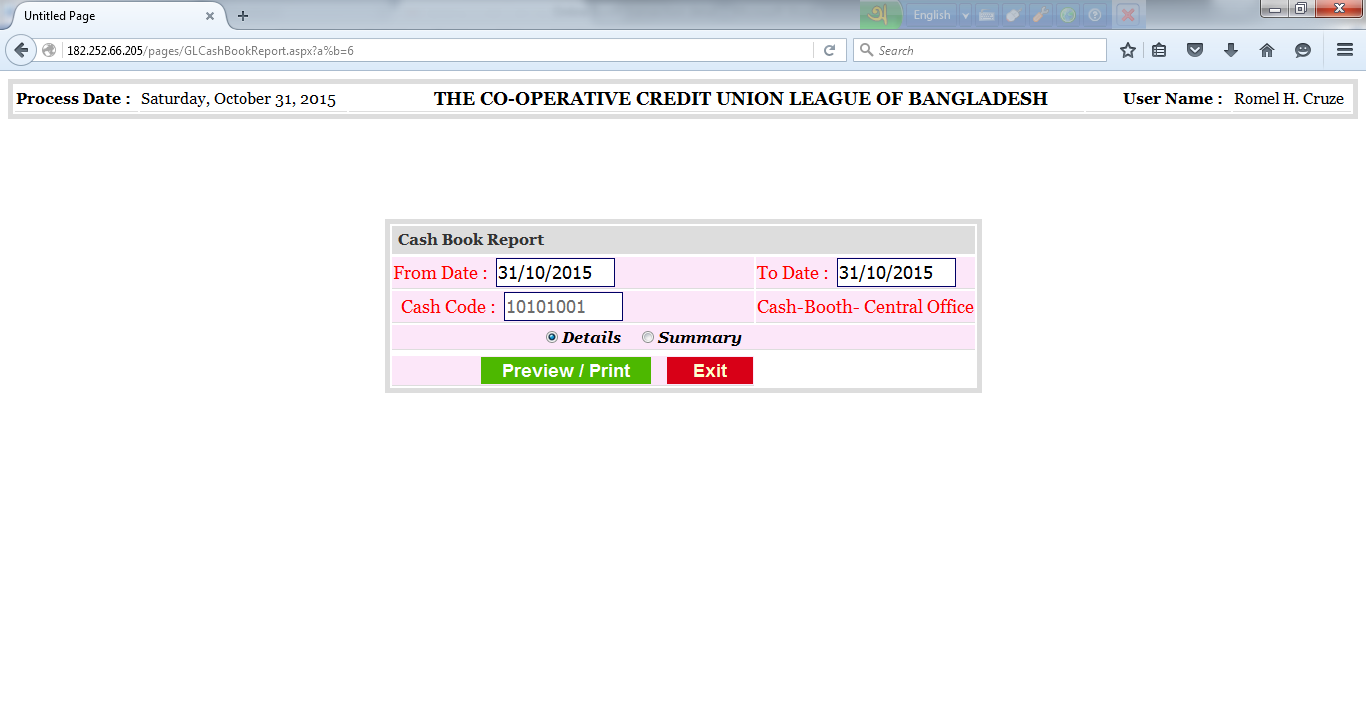 Untitled Page
অ English
182.252.66.205/pages/GLCashBookReport.aspx?a%b=6
Search
Process Date : Saturday, October 31, 2015 THE CO-OPERATIVE CREDIT UNION LEAGUE OF BANGLADESH User Name : Romel H. Cruze
Cash Book Report
From Date : 31/10/2015 To Date : 31/10/2015
Cash Code : 10101001 Cash-Booth- Central Office
Details Summary
Preview / Print Exit